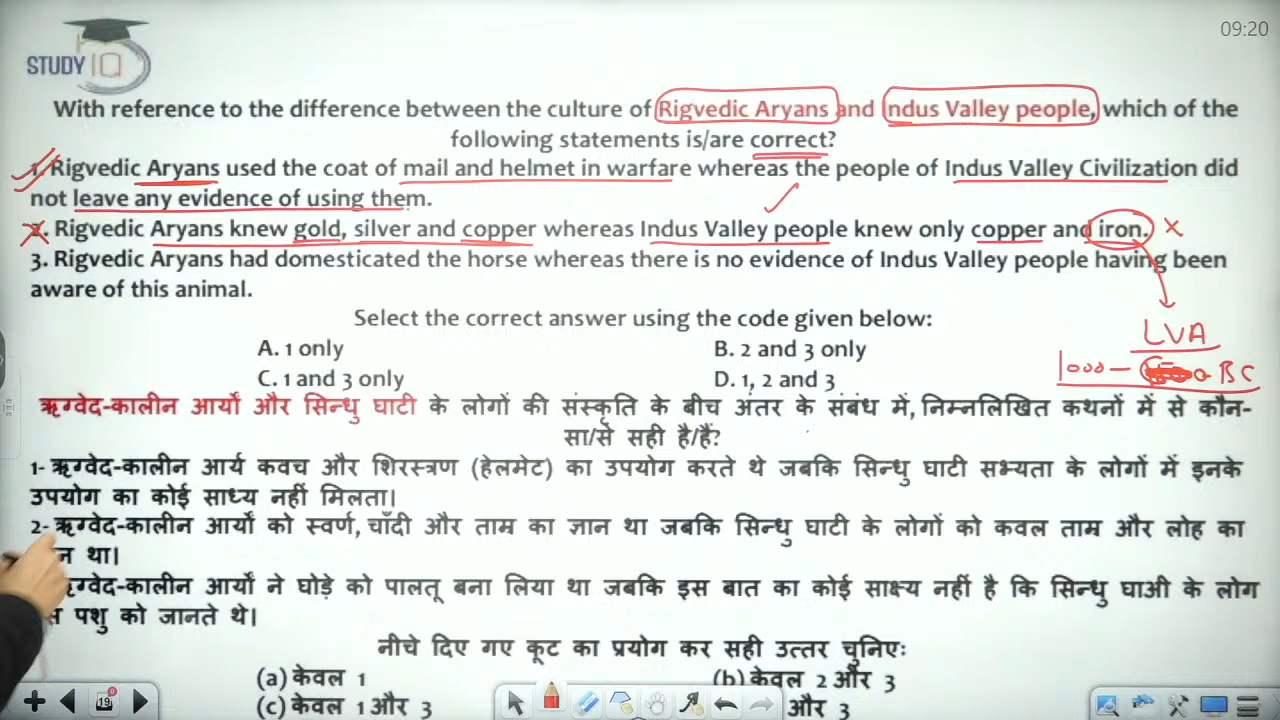 09:20
STUDY IQ
With reference to the difference between the culture of Rigvedic Aryans and Indus Valley people, which of the
following statements is/are correct?
1. Rigvedic Aryans used the coat of mail and helmet in warfare whereas the people of Indus Valley Civilization did
not leave any evidence of using them.
2. Rigvedic Aryans knew gold, silver and copper whereas Indus Valley people knew only copper and iron.
3. Rigvedic Aryans had domesticated the horse whereas there is no evidence of Indus Valley people having been
aware of this animal.
Select the correct answer using the code given below:
A. 1 only
B. 2 and 3 only
C. 1 and 3 only
D. 1, 2 and 3
LVA
1000 - BC
ऋग्वेद-कालीन आर्यों और सिन्धु घाटी के लोगों की संस्कृति के बीच अंतर के संबंध में, निम्नलिखित कथनों में से कौन-
सा/से सही है/हैं?
1- ऋग्वेद-कालीन आर्य कवच और शिरस्त्रण (हेलमेट) का उपयोग करते थे जबकि सिन्धु घाटी सभ्यता के लोगों में इनके
उपयोग का कोई साध्य नहीं मिलता।
2- ऋग्वेद-कालीन आर्यों को स्वर्ण, चाँदी और ताम्र का ज्ञान था जबकि सिन्धु घाटी के लोगों को कवल ताम्र और लोह का
था।
ऋग्वेद-कालीन आर्यों ने घोड़े को पालतू बना लिया था जबकि इस बात का कोई साक्ष्य नहीं है कि सिन्धु घाओी के लोग
पशु को जानते थे।
नीचे दिए गए कूट का प्रयोग कर सही उत्तर चुनिएः
(a) केवल 1
(b) केवल 2 और 3
(c) केवल 1 और 3
और 3
19